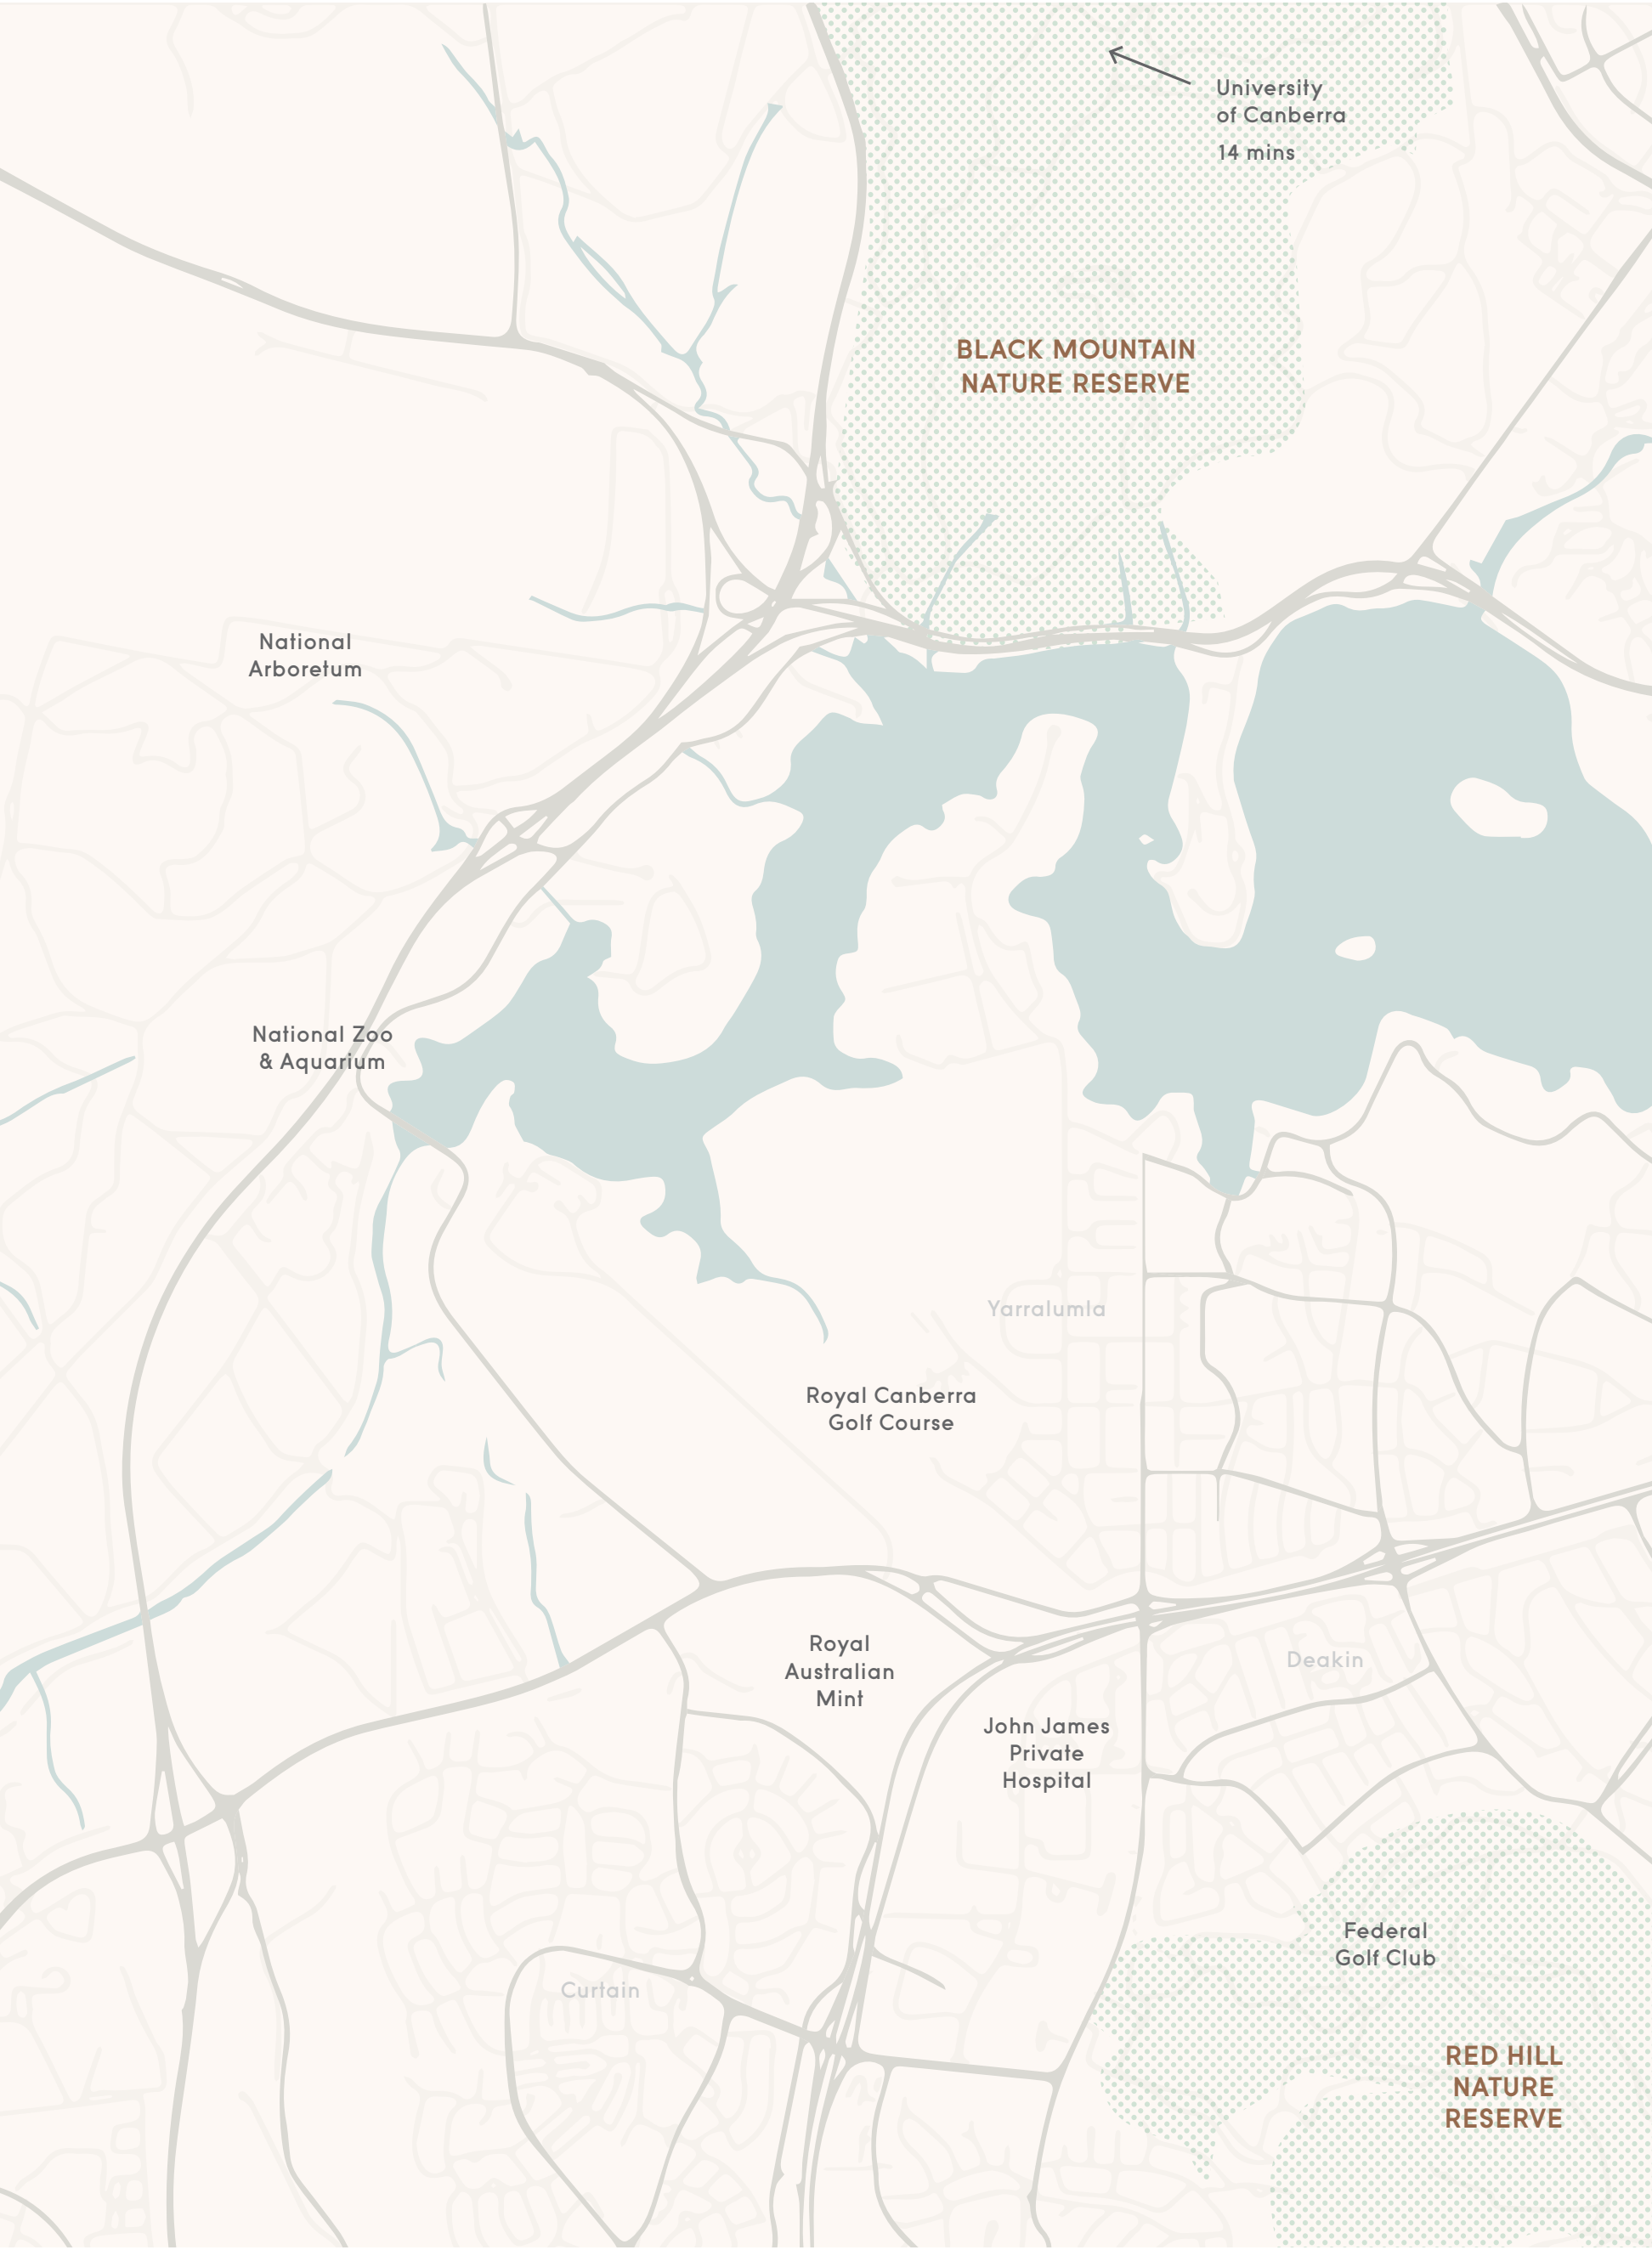 University
of Canberra
14 mins
BLACK MOUNTAIN
NATURE RESERVE
National
Arboretum
National Zoo
& Aquarium
Yarralumla
Royal Canberra
Golf Course
Royal
Australian
Mint
Deakin
John James
Private
Hospital
Federal
Golf Club
Curtain
RED HILL
NATURE
RESERVE